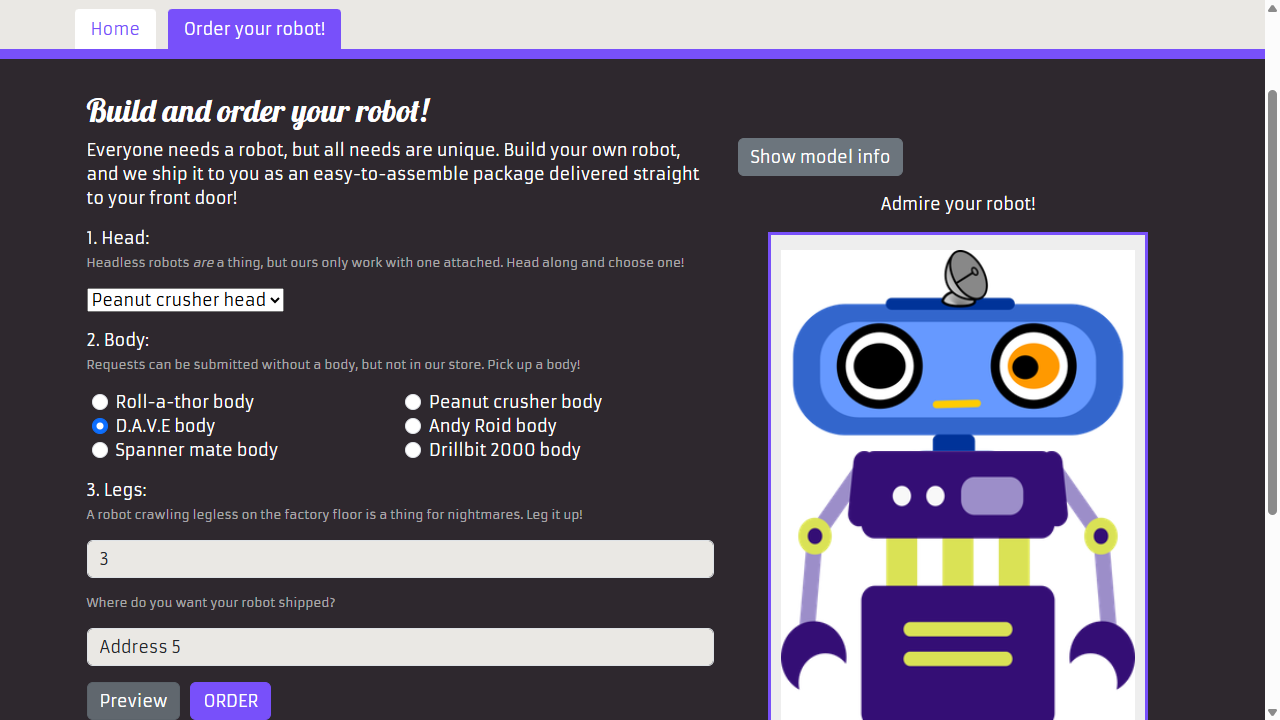 Home
Order your robot!
Build and order your robot!
Everyone needs a robot, but all needs are unique. Build your own robot,
and we ship it to you as an easy-to-assemble package delivered straight
to your front door!
1. Head:
Headless robots are a thing, but ours only work with one attached. Head along and choose one!
Peanut crusher head
2. Body:
Requests can be submitted without a body, but not in our store. Pick up a body!
Roll-a-thor body
Peanut crusher body
D.A.V.E body
Andy Roid body
Spanner mate body
Drillbit 2000 body
3. Legs:
A robot crawling legless on the factory floor is a thing for nightmares. Leg it up!
3
Where do you want your robot shipped?
Address 5
Preview
ORDER
Show model info
Admire your robot!